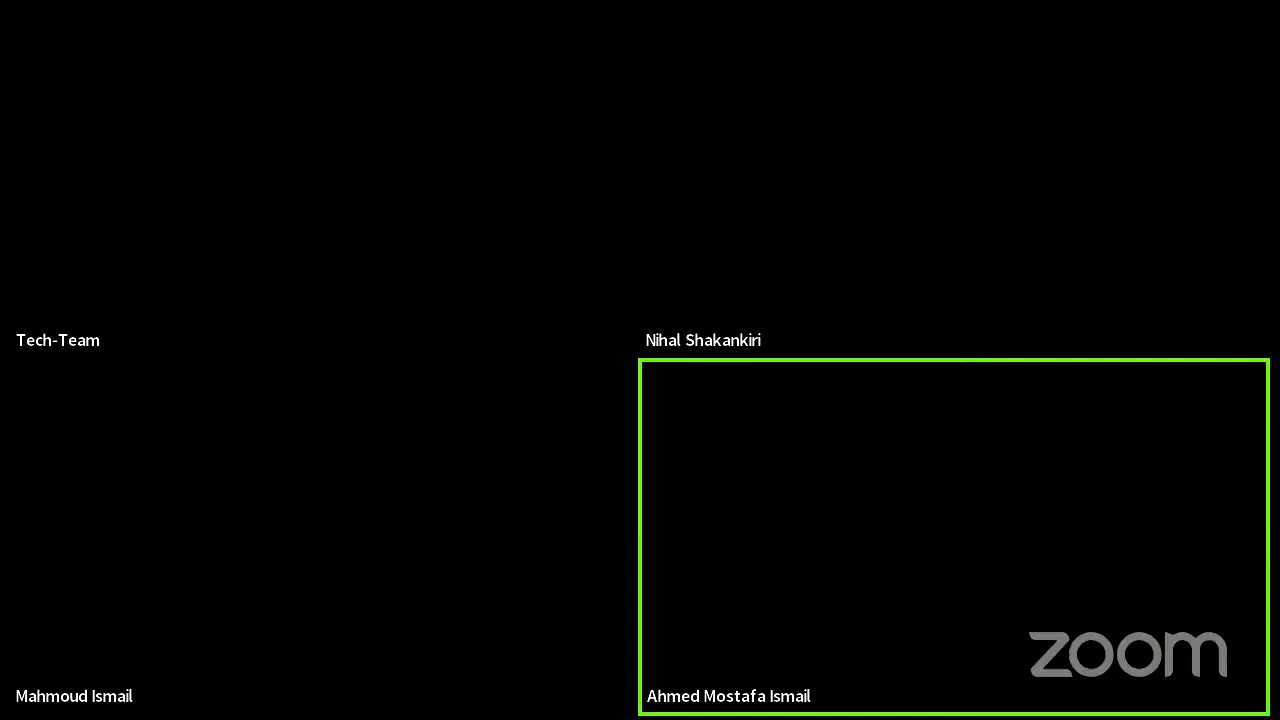 Tech-Team
Nihal Shakankiri
Mahmoud Ismail
Ahmed Mostafa Ismail
zoom